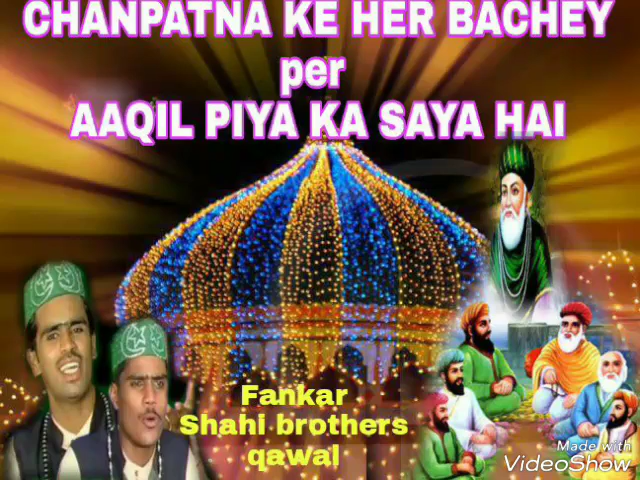 CHANPATNA KE HER BACHEY
per
AAQIL PIYA KA SAYA HAI
Fankar
Shahi brothers
qawal
Made with
VideoShow